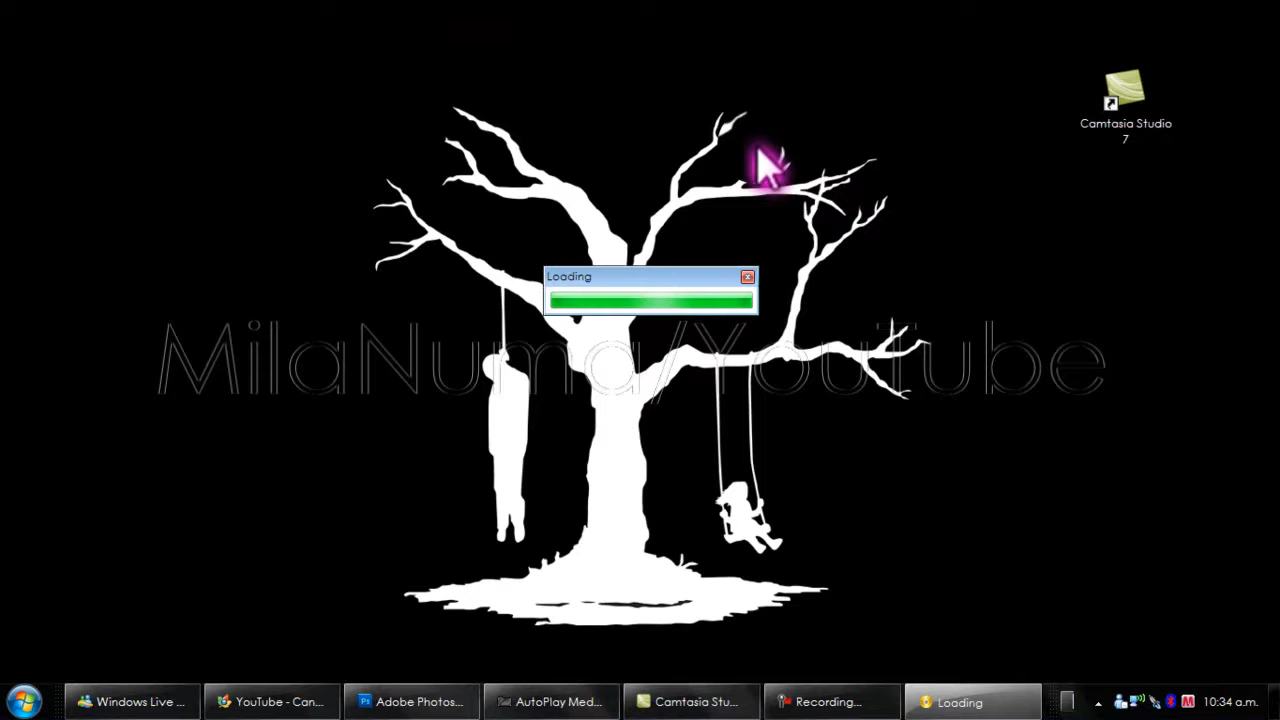 Camtasia Studio
7
Loading
MilaNuma/YouTube
Windows Live ...
YouTube - Can...
Ps
Adobe Photos...
AutoPlay Med...
Camtasia Stu...
Recording...
Loading
M
10:34 a.m.